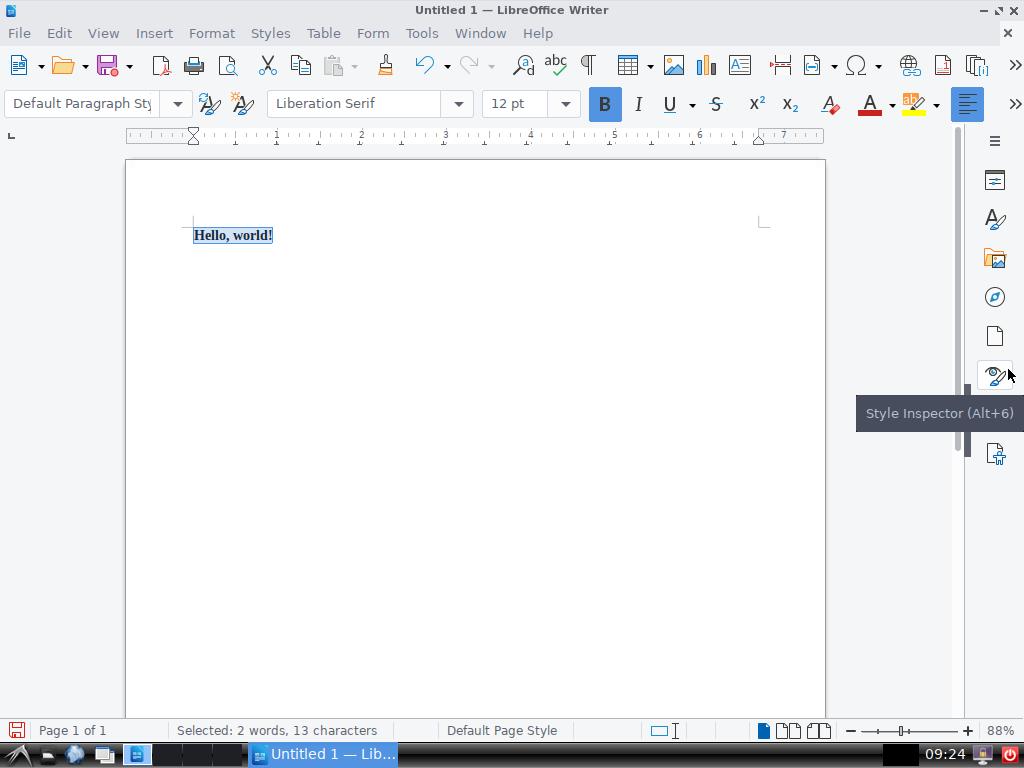 Untitled 1 — LibreOffice Writer
File Edit View Insert Format Styles Table Form Tools Window Help
Default Paragraph Sty Liberation Serif 12 pt
1 2 3 4 5 6 7
Hello, world!
Style Inspector (Alt+6)
Page 1 of 1 Selected: 2 words, 13 characters Default Page Style 88%
Untitled 1 — Lib... 09:24